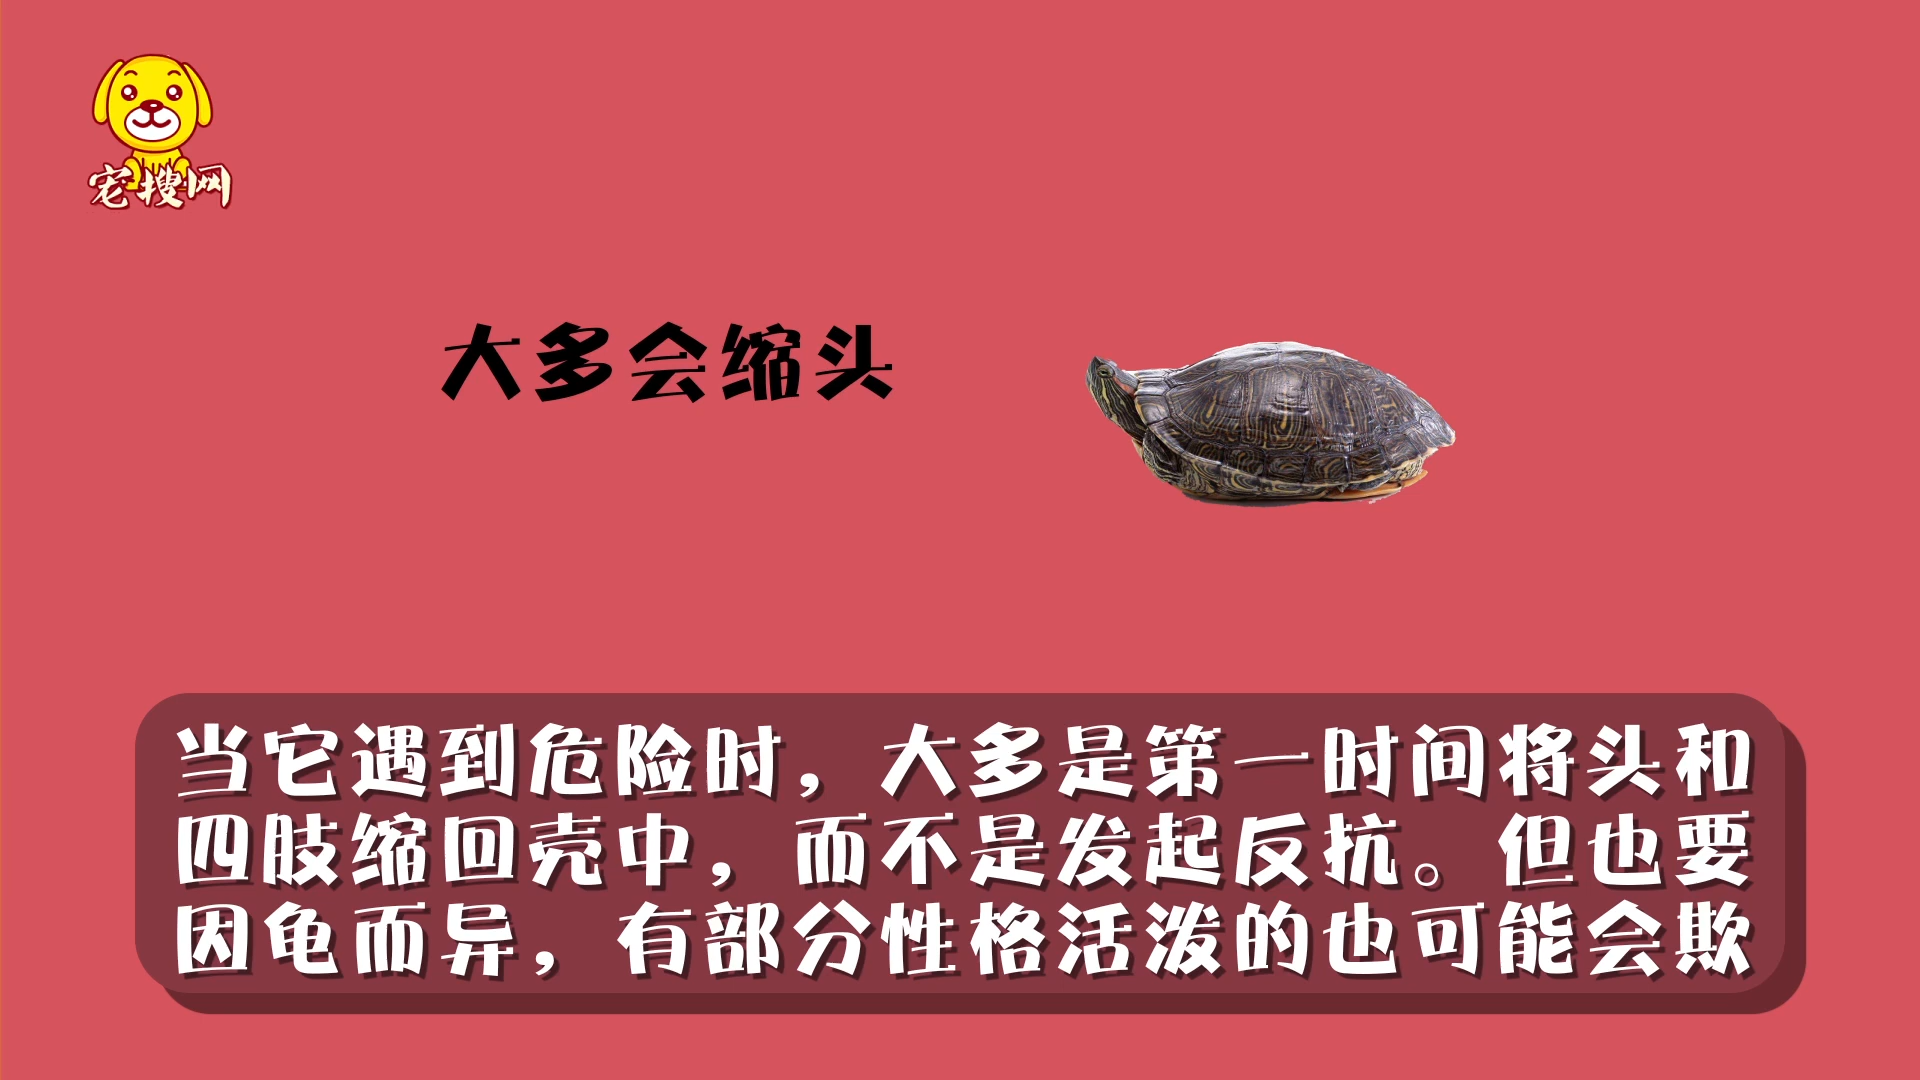 宠搜网
大多会缩头
当它遇到危险时，大多是第一时间将头和
四肢缩回壳中，而不是发起反抗。但也要
因龟而异，有部分性格活泼的也可能会欺